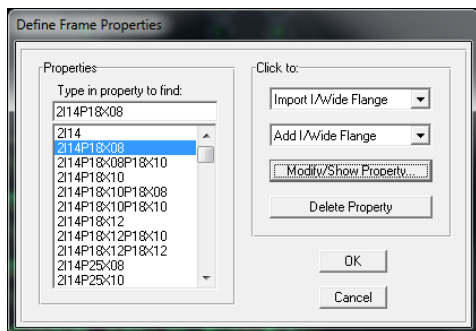 Define Frame Properties
Properties
Type in property to find:
2I14P18X08
2I14
2I14P18X08
2I14P18X08P18X10
2I14P18X10
2I14P18X10P18X08
2I14P18X10P18X10
2I14P18X12
2I14P18X12P18X10
2I14P18X12P18X12
2I14P25X08
2I14P25X10
Click to:
Import I/Wide Flange
Add I/Wide Flange
Modify/Show Property...
Delete Property
OK
Cancel